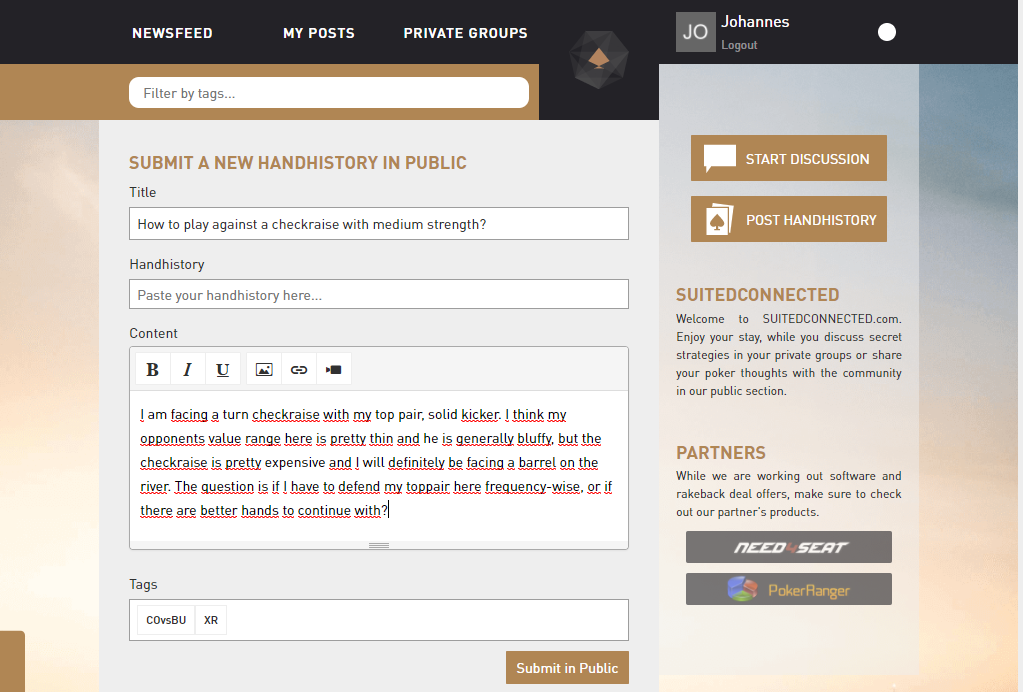 NEWSFEED MY POSTS PRIVATE GROUPS
JO
Johannes
Logout
Filter by tags...
SUBMIT A NEW HANDHISTORY IN PUBLIC
Title
How to play against a checkraise with medium strength?
Handhistory
Paste your handhistory here...
Content
B I U
I am facing a turn checkraise with my top pair, solid kicker. I think my
opponents value range here is pretty thin and he is generally bluffy, but the
checkraise is pretty expensive and I will definitely be facing a barrel on the
river. The question is if I have to defend my toppair here frequency-wise, or if
there are better hands to continue with?
Tags
COvsBU XR
Submit in Public
START DISCUSSION
POST HANDHISTORY
SUITEDCONNECTED
Welcome to SUITEDCONNECTED.com.
Enjoy your stay, while you discuss secret
strategies in your private groups or share
your poker thoughts with the community
in our public section.
PARTNERS
While we are working out software and
rakeback deal offers, make sure to check
out our partner's products.
NEED4SEAT
PokerRanger